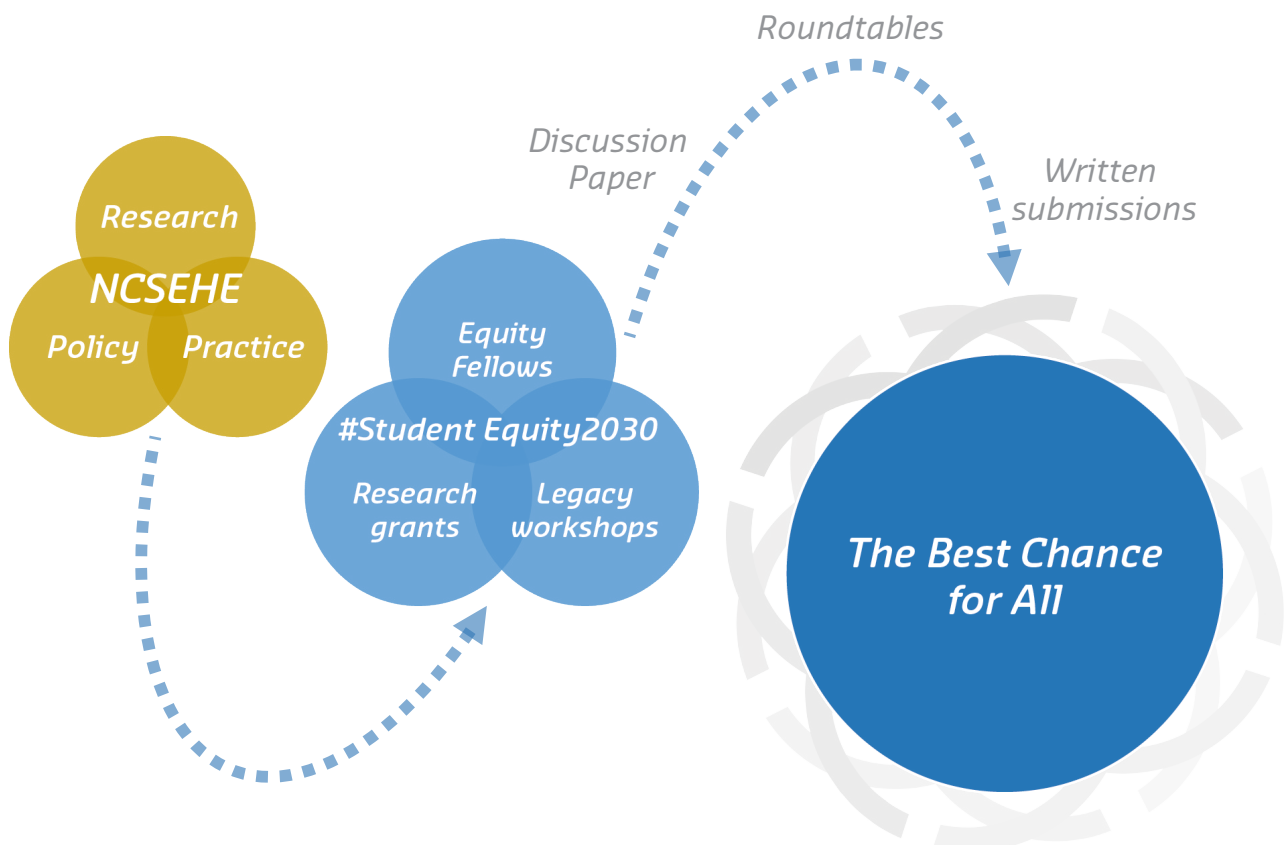 Research
NCSEHE
Policy
Practice
Equity
Fellows
#Student Equity2030
Research
grants
Legacy
workshops
Discussion
Paper
Roundtables
Written
submissions
The Best Chance
for All